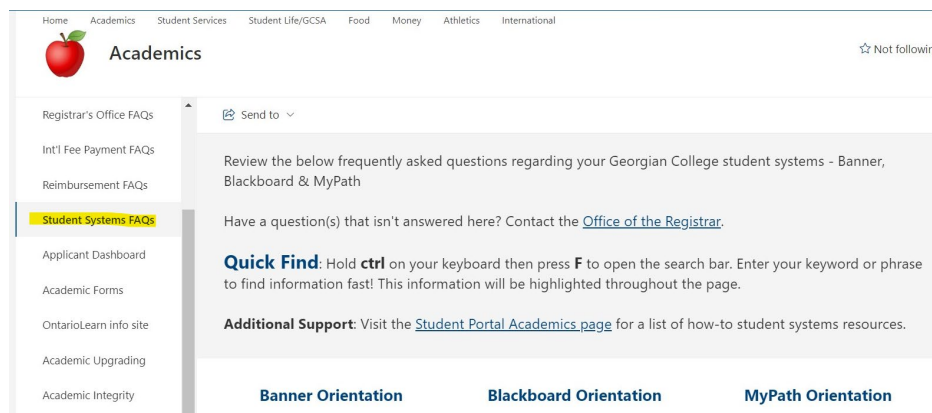 Home Academics Student Services Student Life/GCSA Food Money Athletics International
Academics
Not followin
Registrar's Office FAQs
Int'l Fee Payment FAQs
Reimbursement FAQs
Student Systems FAQs
Applicant Dashboard
Academic Forms
OntarioLearn info site
Academic Upgrading
Academic Integrity
Send to
Review the below frequently asked questions regarding your Georgian College student systems - Banner,
Blackboard & MyPath
Have a question(s) that isn't answered here? Contact the Office of the Registrar.
Quick Find: Hold ctrl on your keyboard then press F to open the search bar. Enter your keyword or phrase
to find information fast! This information will be highlighted throughout the page.
Additional Support: Visit the Student Portal Academics page for a list of how-to student systems resources.
Banner Orientation Blackboard Orientation MyPath Orientation